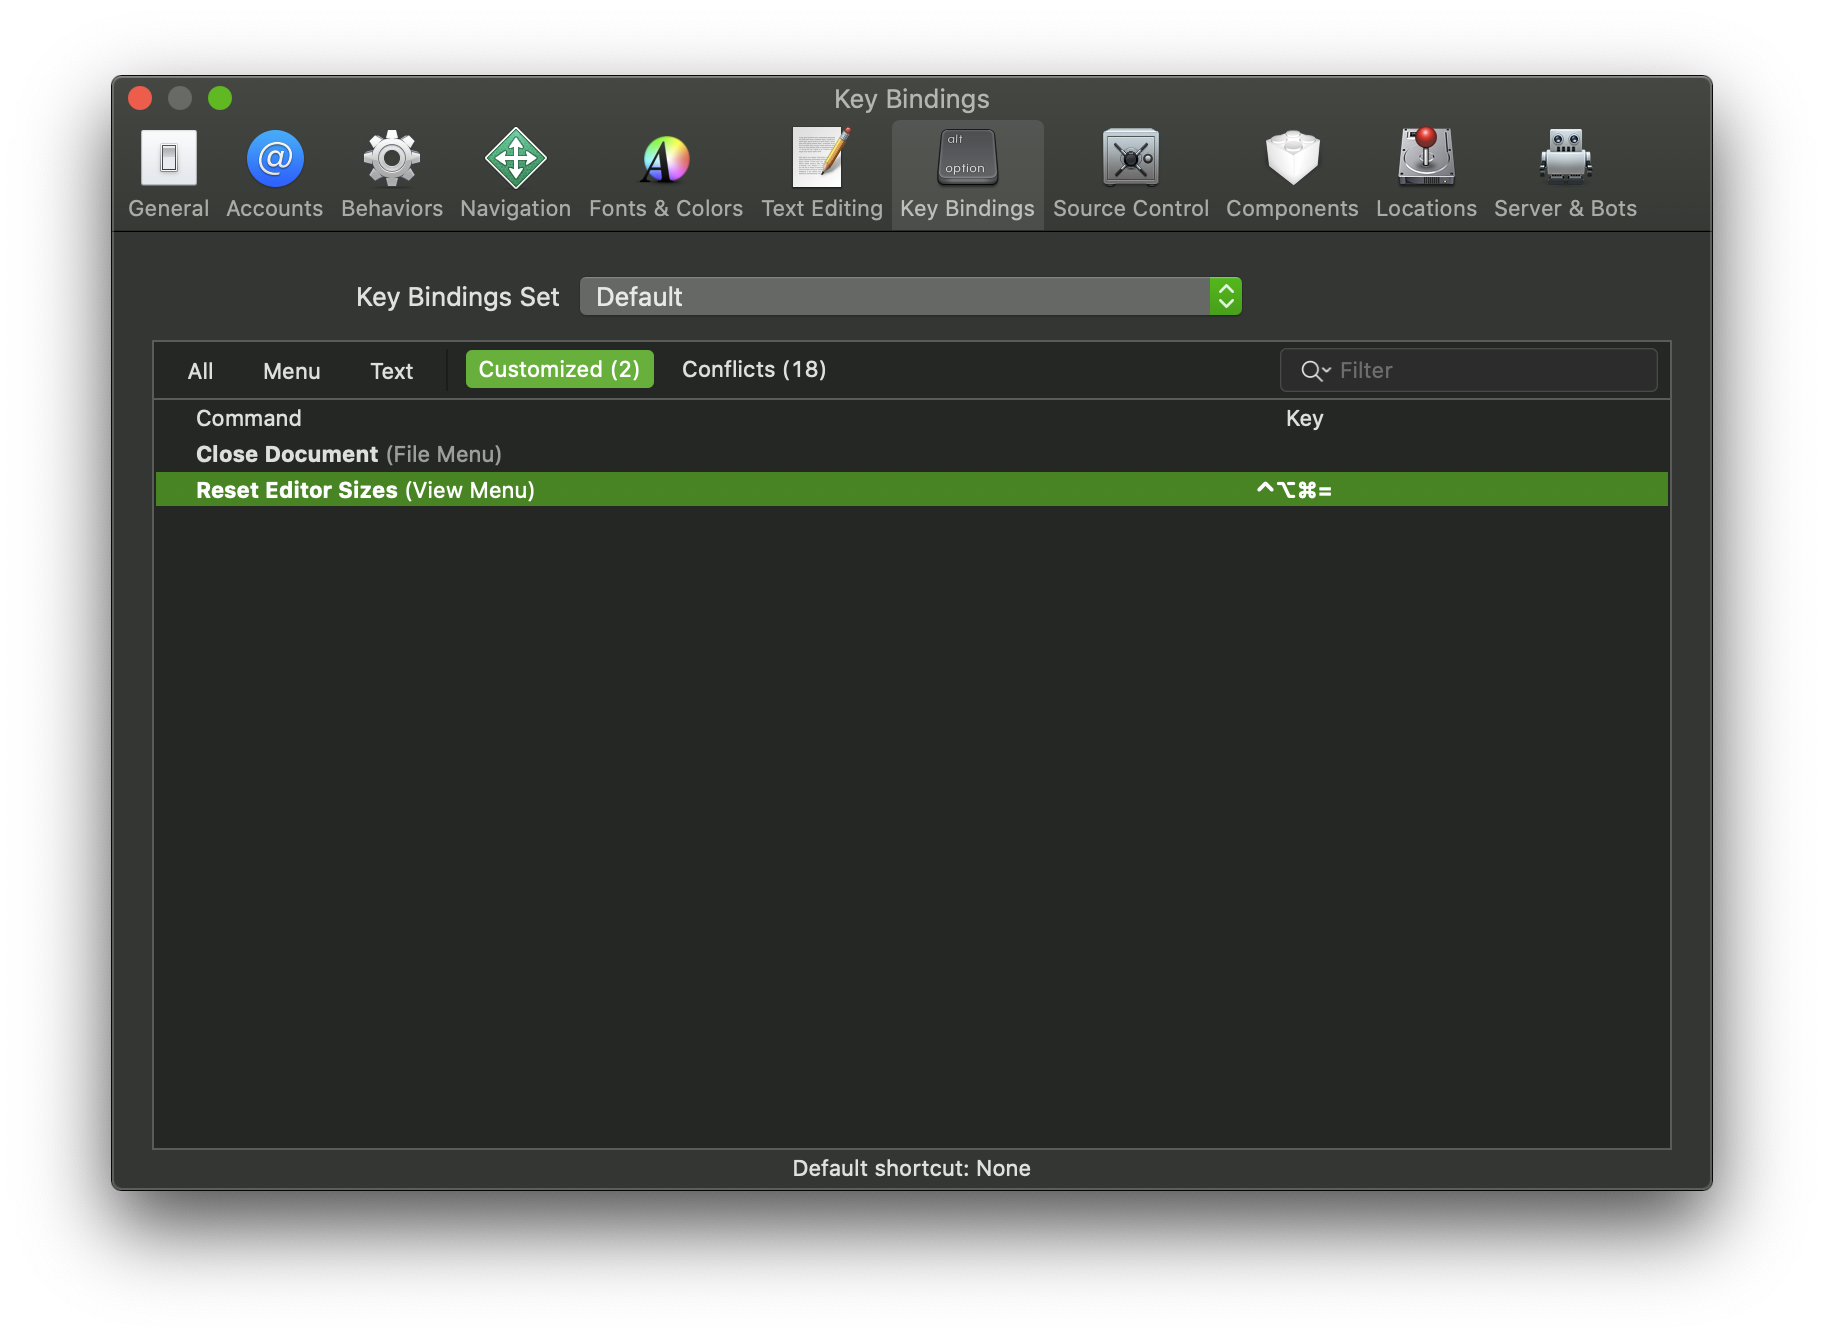 Key Bindings
alt
option
General Accounts Behaviors Navigation Fonts & Colors Text Editing Key Bindings Source Control Components Locations Server & Bots
Key Bindings Set Default
All Menu Text Customized (2) Conflicts (18) Filter
Command Key
Close Document (File Menu)
Reset Editor Sizes (View Menu) ^⌥⌘=
Default shortcut: None